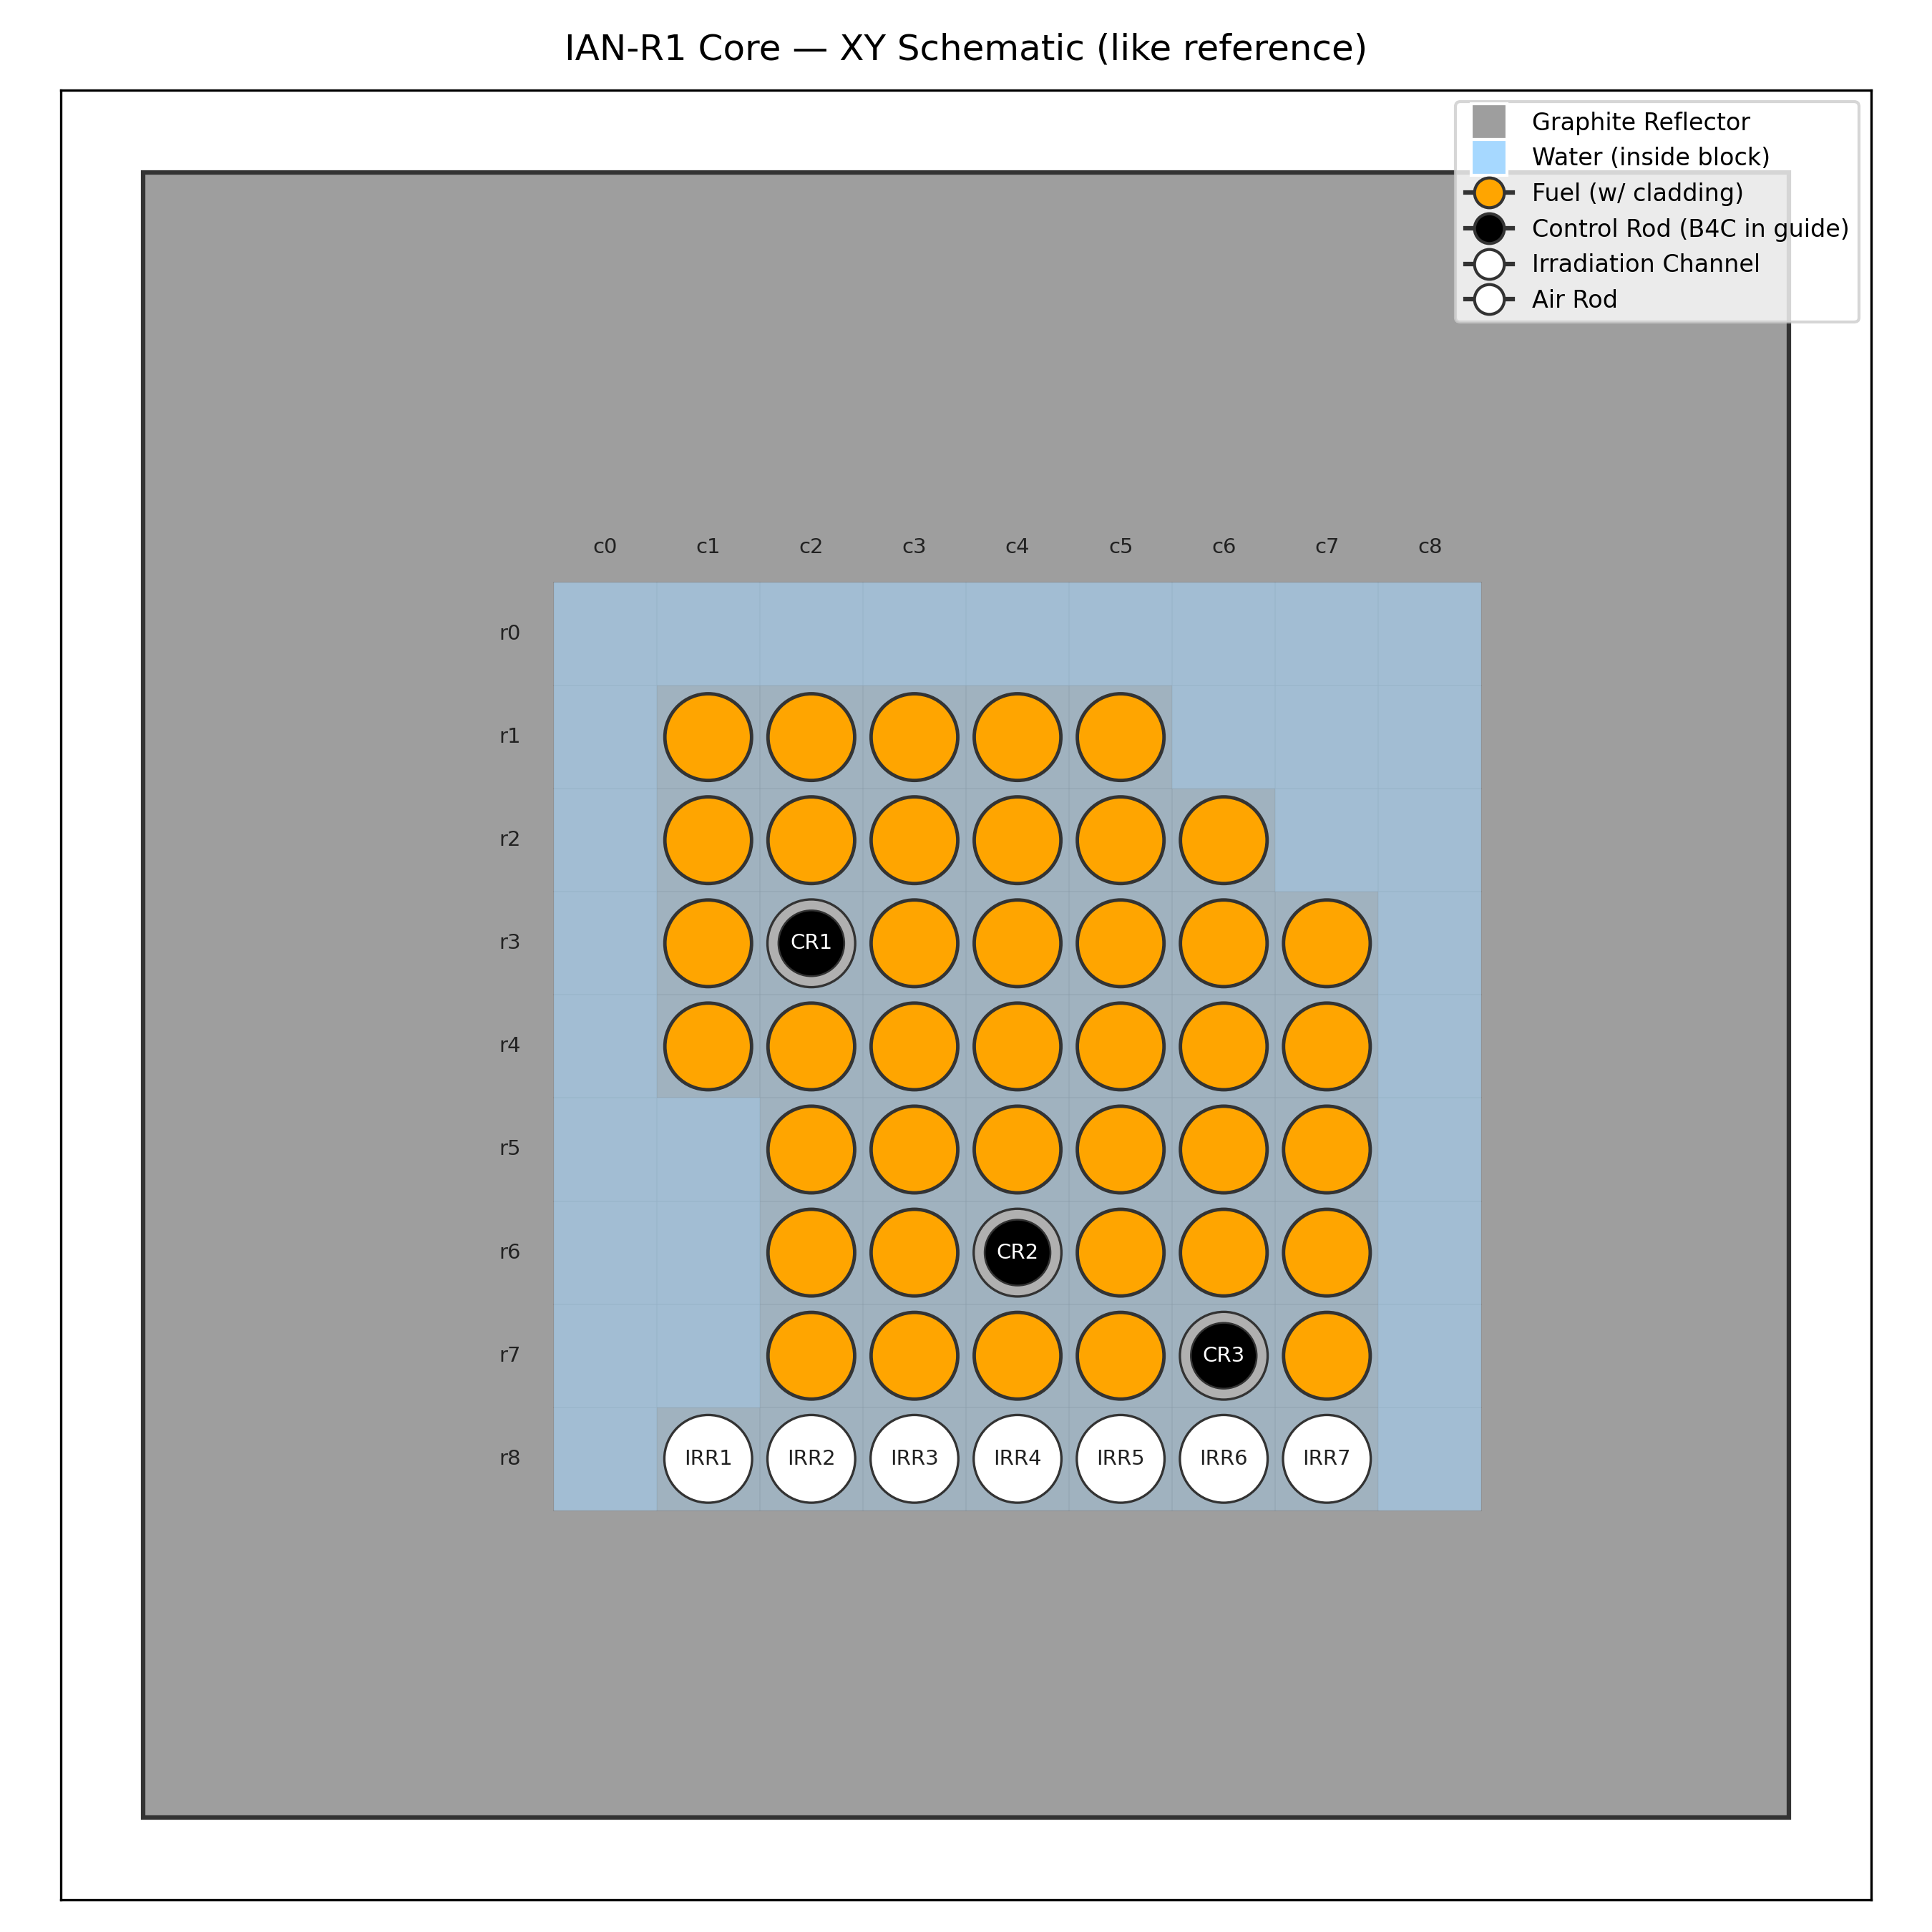 IAN-R1 Core — XY Schematic (like reference)
Graphite Reflector
Water (inside block)
Fuel (w/ cladding)
Control Rod (B4C in guide)
Irradiation Channel
Air Rod
c0 c1 c2 c3 c4 c5 c6 c7 c8
r0
r1
r2
r3 CR1
r4
r5
r6 CR2
r7 CR3
r8 IRR1 IRR2 IRR3 IRR4 IRR5 IRR6 IRR7